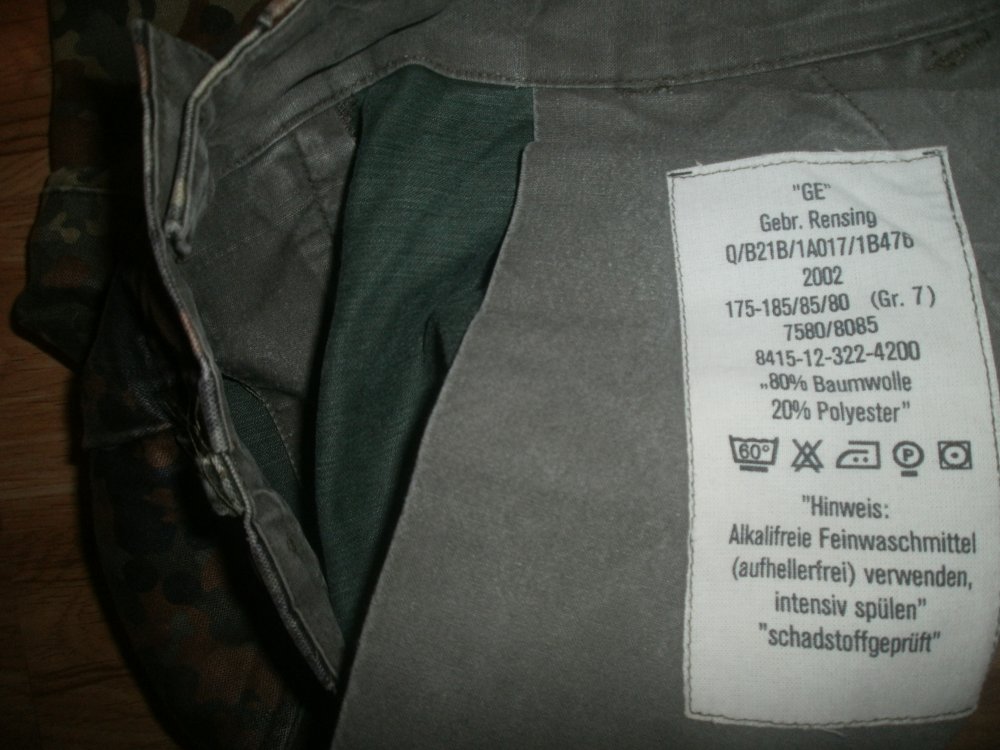 "GE"
Gebr. Rensing
Q/B21B/1A017/1B476
2002
175-185/85/80 (Gr. 7)
7580/8085
8415-12-322-4200
„80% Baumwolle
20% Polyester"
60° P
"Hinweis:
Alkalifreie Feinwaschmittel
(aufhellerfrei) verwenden,
intensiv spülen"
"schadstoffgeprüft"